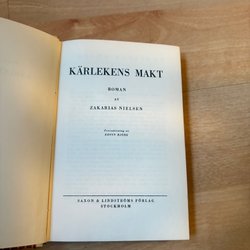 KÄRLEKENS MAKT
ROMAN
AV
ZAKARIAS NIELSEN
SAXON & LINDSTRÖMS FÖRLAG
STOCKHOLM